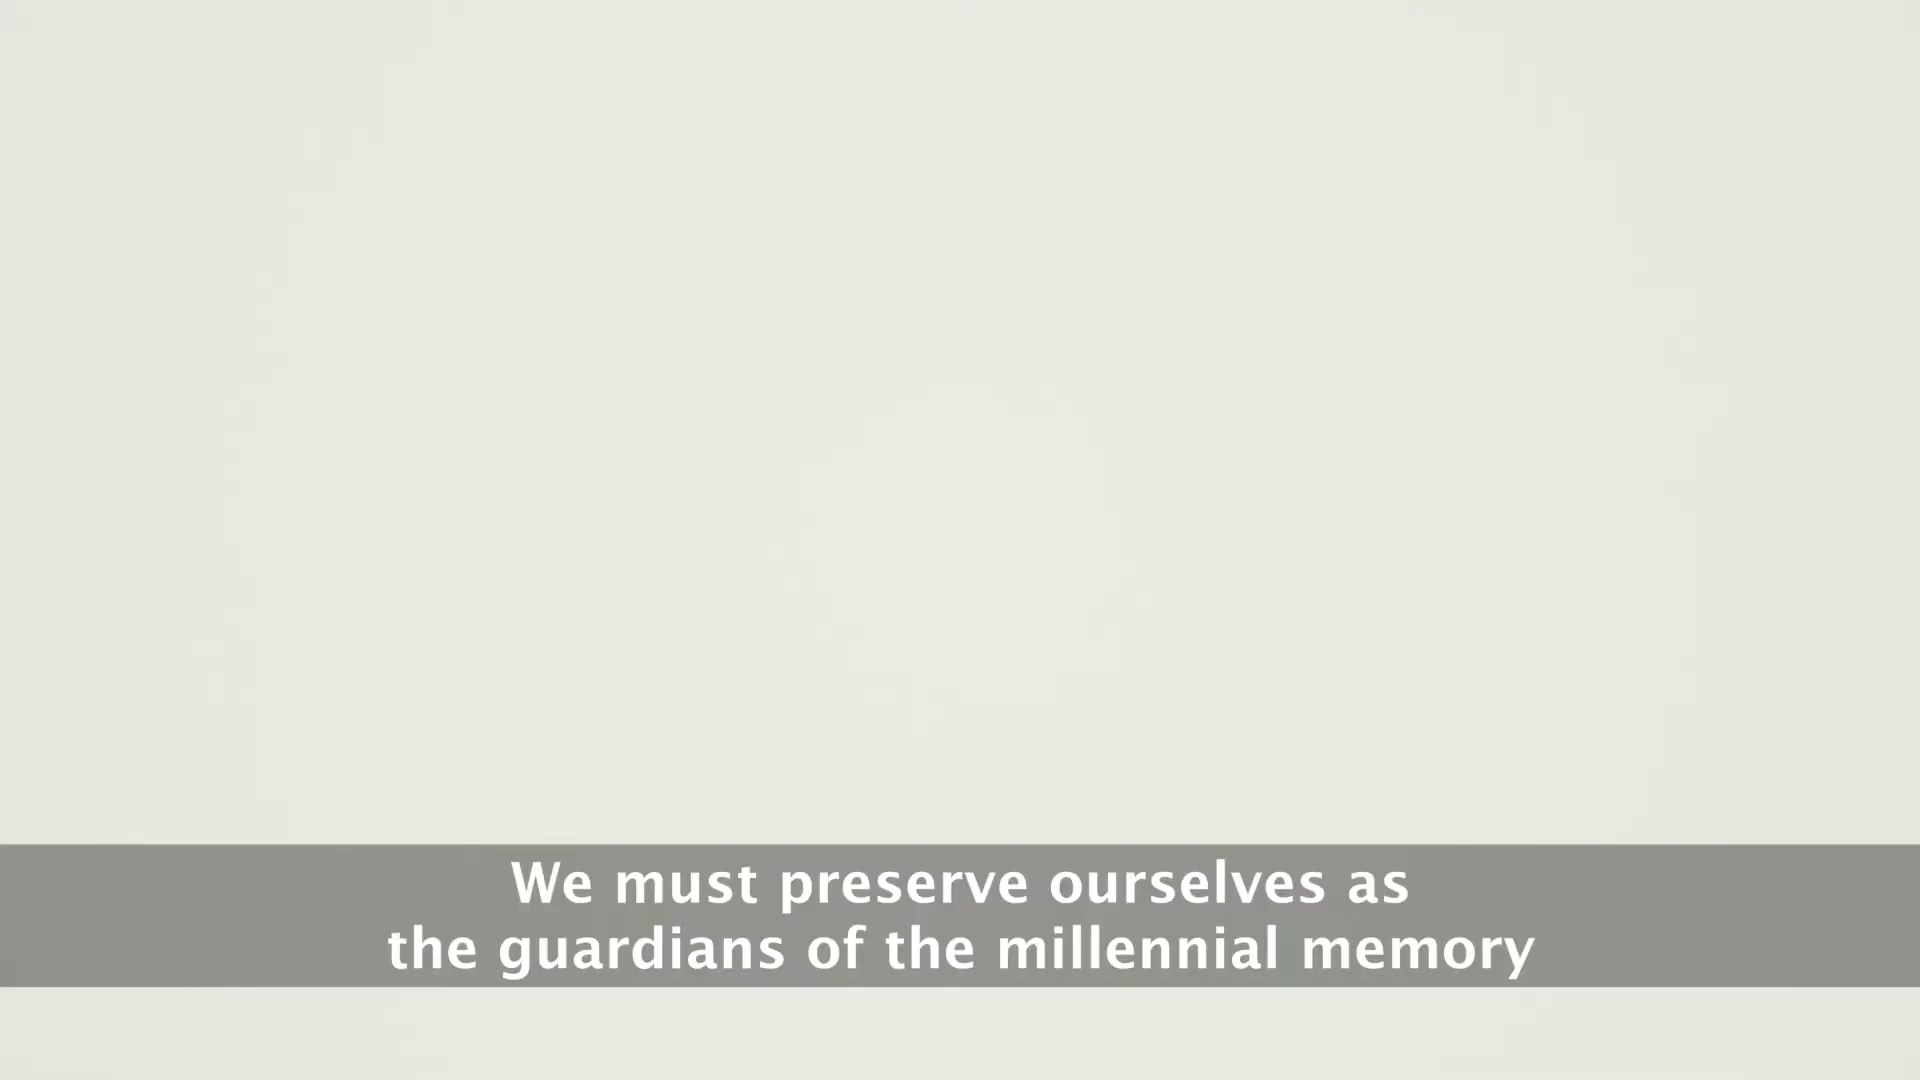 We must preserve ourselves as
the guardians of the millennial memory